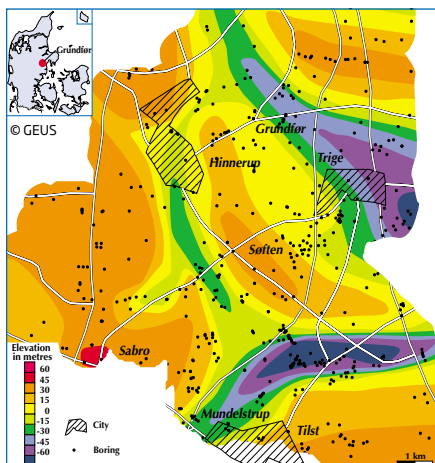 Grundfør
© GEUS
Grundfør
Hinnerup
Trige
Søften
Sabro
Mundelstrup
Tilst
Elevation
in metres
60
45
30
15
0
-15
-30
-45
-60
City
Boring
1 km